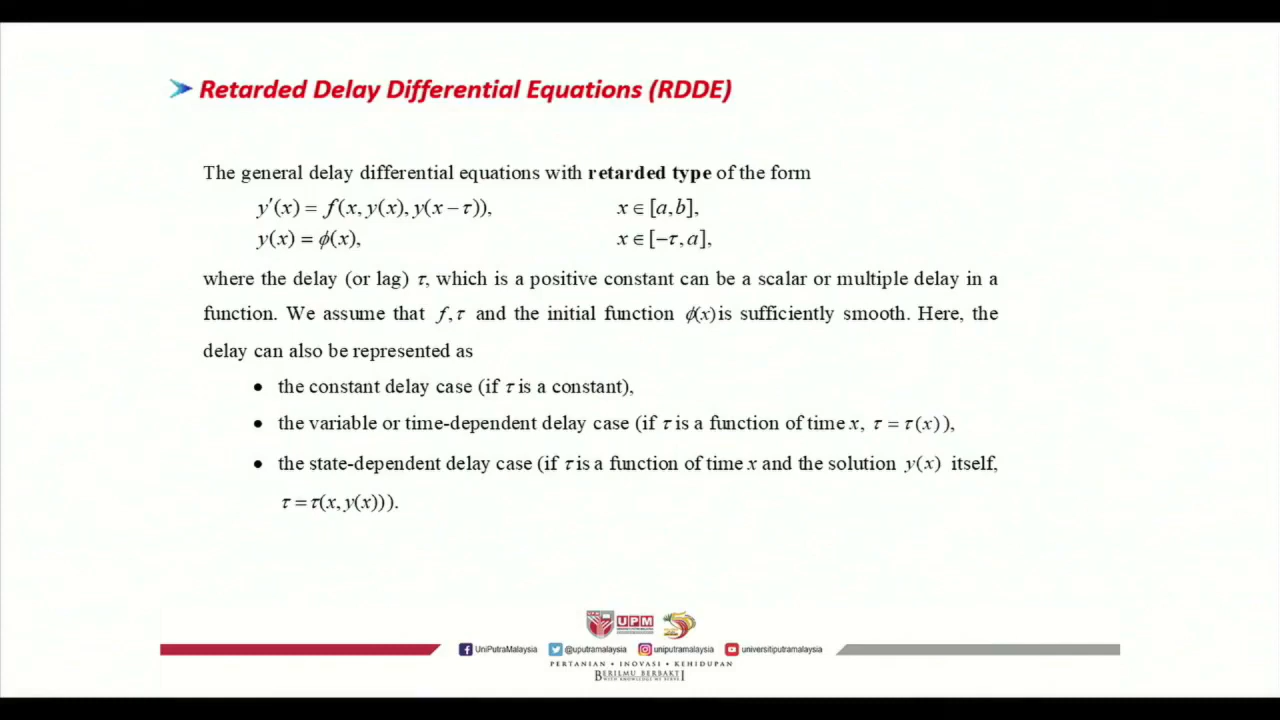 Retarded Delay Differential Equations (RDDE)
The general delay differential equations with retarded type of the form
y′(x) = f(x, y(x), y(x − τ)), x ∈ [a, b],
y(x) = ϕ(x), x ∈ [−τ, a],
where the delay (or lag) τ, which is a positive constant can be a scalar or multiple delay in a
function. We assume that f, τ and the initial function ϕ(x) is sufficiently smooth. Here, the
delay can also be represented as
• the constant delay case (if τ is a constant),
• the variable or time-dependent delay case (if τ is a function of time x, τ = τ(x)),
• the state-dependent delay case (if τ is a function of time x and the solution y(x) itself,
τ = τ(x, y(x))).
UPM
UniPutraMalaysia @uputramalaysia uniputramalaysia universitiputramalaysia
PERTANIAN • INOVASI • KEHIDUPAN
BERILMU BERBAKTI
WITH KNOWLEDGE WE SERVE